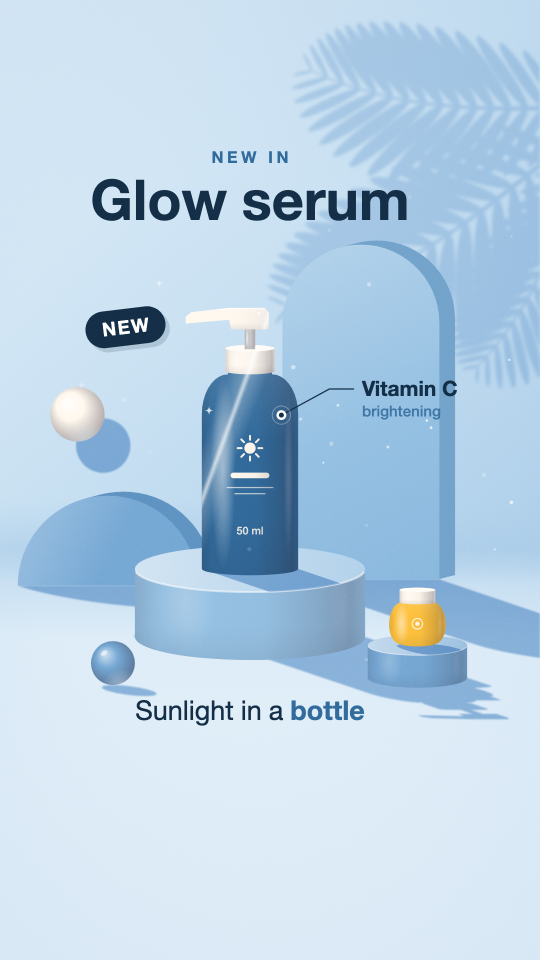 NEW IN
Glow serum
NEW
Vitamin C
brightening
50 ml
Sunlight in a bottle